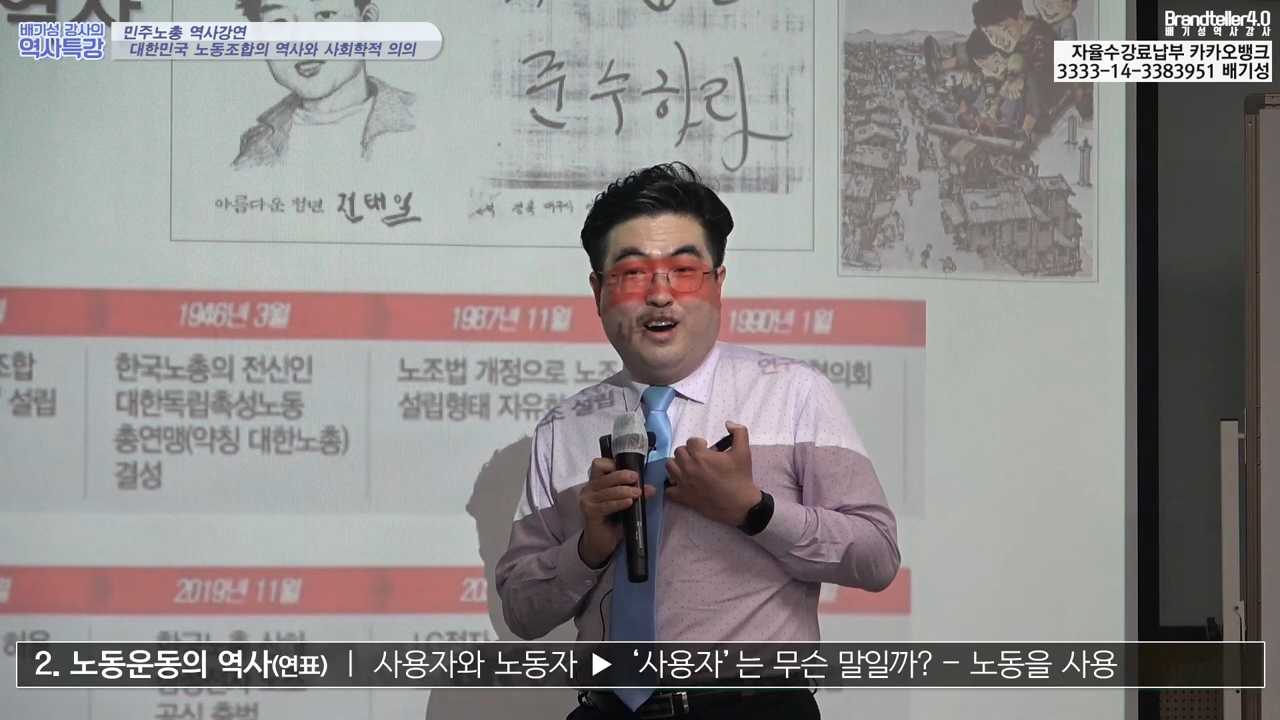 배기성 강사의
역사특강
민주노총 역사강연
대한민국 노동조합의 역사와 사회학적 의의
Brandteller4.0
배기성역사강사
자율수강료납부 카카오뱅크
3333-14-3383951 배기성
준수하라
아름다운 청년 전태일
1946년 3월
1987년 11월
1990년 1월
조합
설립
한국노총의 전신인
대한독립촉성노동
총연맹(약칭 대한노총)
결성
노조법 개정으로 노조
설립형태 자유
협의회
2019년 11월
2. 노동운동의 역사(연표) | 사용자와 노동자 ▶ ‘사용자’는 무슨 말일까? - 노동을 사용